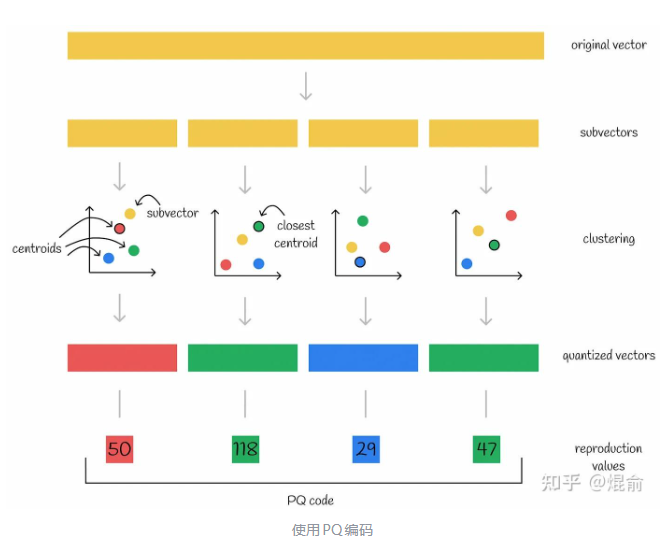 original vector
subvectors
subvector
centroids
closest
centroid
clustering
quantized vectors
50
118
29
47
reproduction
values
PQ code
知乎 @焜俞
使用PQ编码